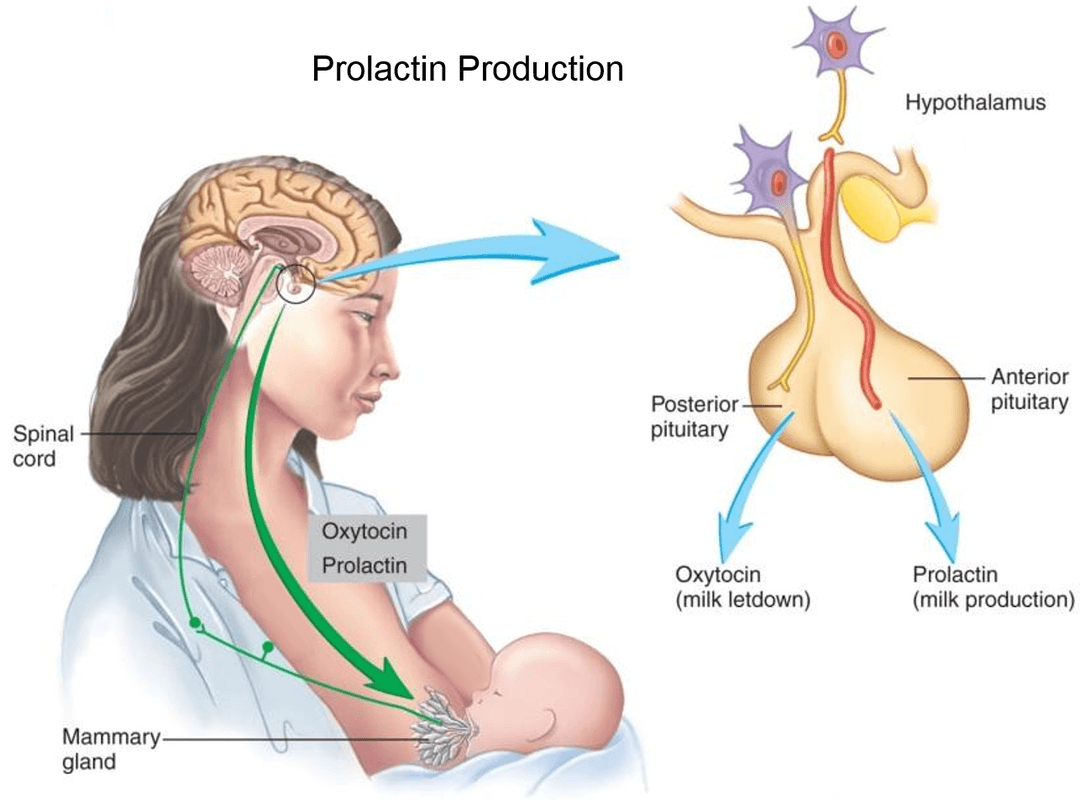 Prolactin Production
Hypothalamus
Anterior
pituitary
Posterior
pituitary
Spinal
cord
Oxytocin
Prolactin
Oxytocin
(milk letdown)
Prolactin
(milk production)
Mammary
gland